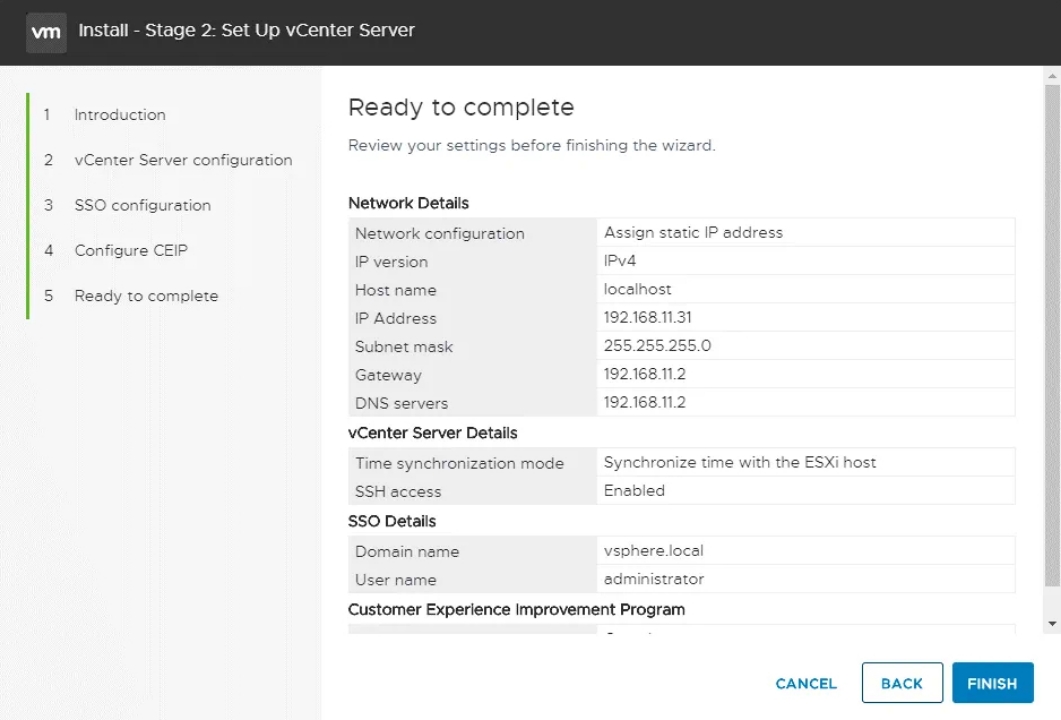 vm Install - Stage 2: Set Up vCenter Server
1 Introduction
2 vCenter Server configuration
3 SSO configuration
4 Configure CEIP
5 Ready to complete
Ready to complete
Review your settings before finishing the wizard.
Network Details
Network configuration Assign static IP address
IP version IPv4
Host name localhost
IP Address 192.168.11.31
Subnet mask 255.255.255.0
Gateway 192.168.11.2
DNS servers 192.168.11.2
vCenter Server Details
Time synchronization mode Synchronize time with the ESXi host
SSH access Enabled
SSO Details
Domain name vsphere.local
User name administrator
Customer Experience Improvement Program
CANCEL BACK FINISH